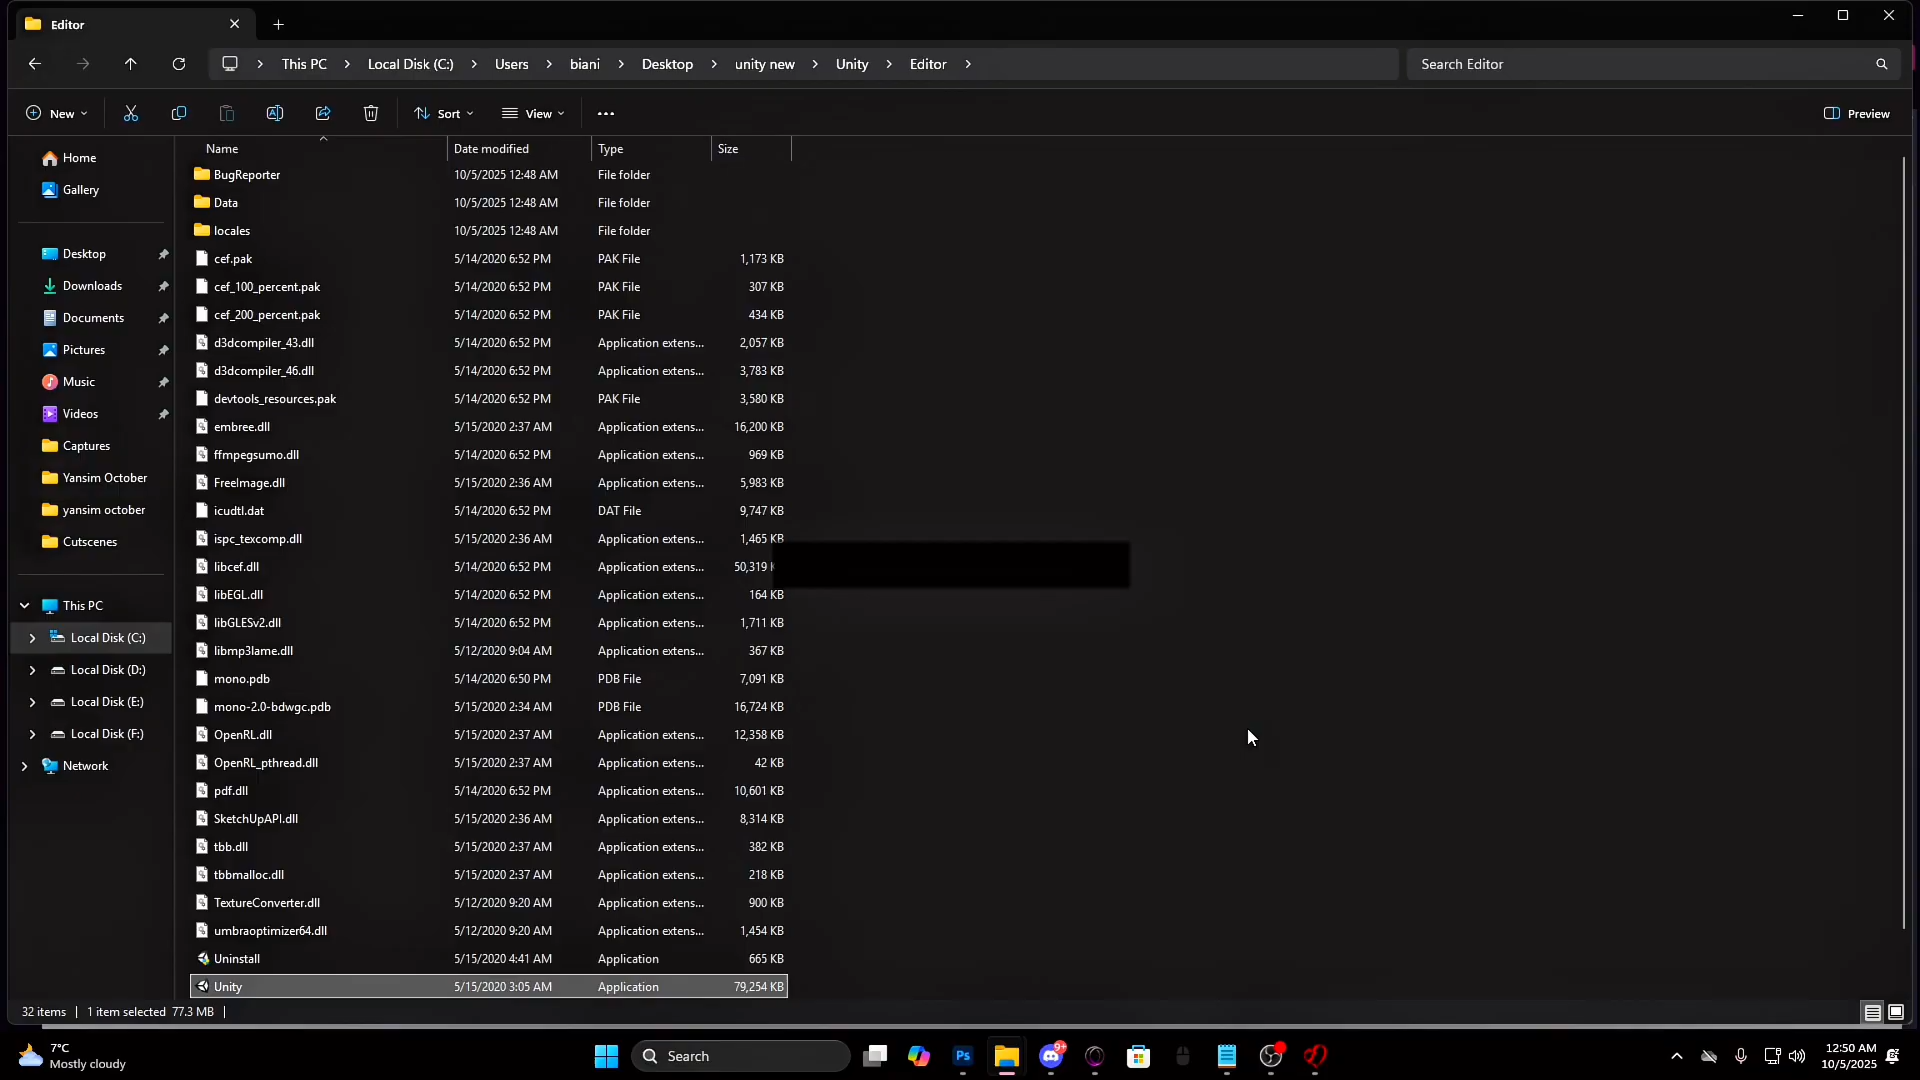 Editor
This PC > Local Disk (C:) > Users > biani > Desktop > unity new > Unity > Editor >
Search Editor
New
Sort
View
Preview
Name Date modified Type Size
BugReporter 10/5/2025 12:48 AM File folder
Data 10/5/2025 12:48 AM File folder
locales 10/5/2025 12:48 AM File folder
cef.pak 5/14/2020 6:52 PM PAK File 1,173 KB
cef_100_percent.pak 5/14/2020 6:52 PM PAK File 307 KB
cef_200_percent.pak 5/14/2020 6:52 PM PAK File 434 KB
d3dcompiler_43.dll 5/14/2020 6:52 PM Application extens... 2,057 KB
d3dcompiler_46.dll 5/14/2020 6:52 PM Application extens... 3,783 KB
devtools_resources.pak 5/14/2020 6:52 PM PAK File 3,580 KB
embree.dll 5/15/2020 2:37 AM Application extens... 16,200 KB
ffmpegsumo.dll 5/14/2020 6:52 PM Application extens... 969 KB
FreeImage.dll 5/15/2020 2:36 AM Application extens... 5,983 KB
icudtl.dat 5/14/2020 6:52 PM DAT File 9,747 KB
ispc_texcomp.dll 5/15/2020 2:36 AM Application extens... 1,465 KB
libcef.dll 5/14/2020 6:52 PM Application extens... 50,319
libEGL.dll 5/14/2020 6:52 PM Application extens... 164 KB
libGLESv2.dll 5/14/2020 6:52 PM Application extens... 1,711 KB
libmp3lame.dll 5/12/2020 9:04 AM Application extens... 367 KB
mono.pdb 5/14/2020 6:50 PM PDB File 7,091 KB
mono-2.0-bdwgc.pdb 5/15/2020 2:34 AM PDB File 16,724 KB
OpenRL.dll 5/15/2020 2:37 AM Application extens... 12,358 KB
OpenRL_pthread.dll 5/15/2020 2:37 AM Application extens... 42 KB
pdf.dll 5/14/2020 6:52 PM Application extens... 10,601 KB
SketchUpAPI.dll 5/15/2020 2:36 AM Application extens... 8,314 KB
tbb.dll 5/15/2020 2:37 AM Application extens... 382 KB
tbbmalloc.dll 5/15/2020 2:37 AM Application extens... 218 KB
TextureConverter.dll 5/12/2020 9:20 AM Application extens... 900 KB
umbraoptimizer64.dll 5/12/2020 9:20 AM Application extens... 1,454 KB
Uninstall 5/15/2020 4:41 AM Application 665 KB
Unity 5/15/2020 3:05 AM Application 79,254 KB
Home
Gallery
Desktop
Downloads
Documents
Pictures
Music
Videos
Captures
Yansim October
yansim october
Cutscenes
This PC
Local Disk (C:)
Local Disk (D:)
Local Disk (E:)
Local Disk (F:)
Network
32 items | 1 item selected 77.3 MB |
7°C
Mostly cloudy
Search
Ps
9+
12:50 AM
10/5/2025